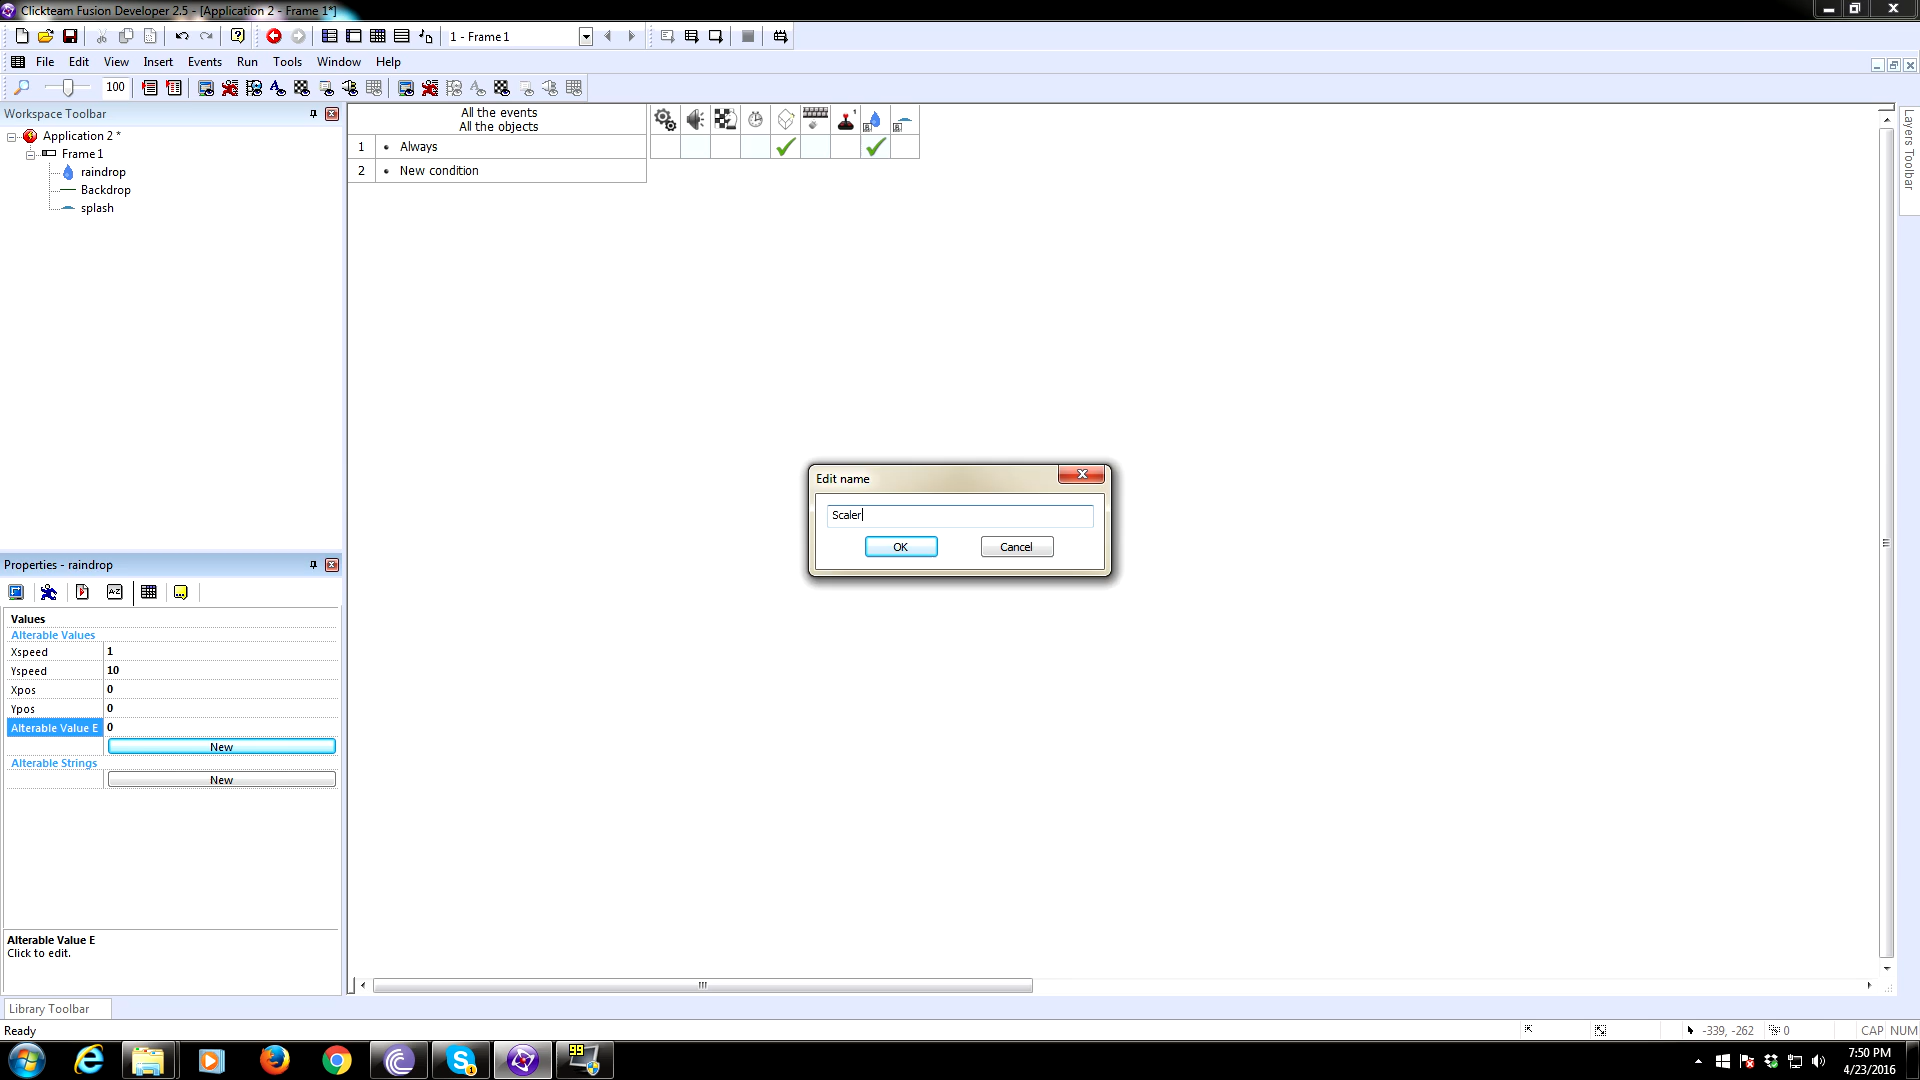 Clickteam Fusion Developer 2.5 - [Application 2 - Frame 1*]
1 - Frame 1
File Edit View Insert Events Run Tools Window Help
100
Workspace Toolbar
Application 2 *
Frame 1
raindrop
Backdrop
splash
All the events
All the objects
1 Always
2 New condition
Layers Toolbar
Edit name
Scaler
OK Cancel
Properties - raindrop
Values
Alterable Values
Xspeed 1
Yspeed 10
Xpos 0
Ypos 0
Alterable Value E 0
New
Alterable Strings
New
Alterable Value E
Click to edit.
Library Toolbar
Ready
-339, -262 0 CAP NUM
99
7:50 PM
4/23/2016